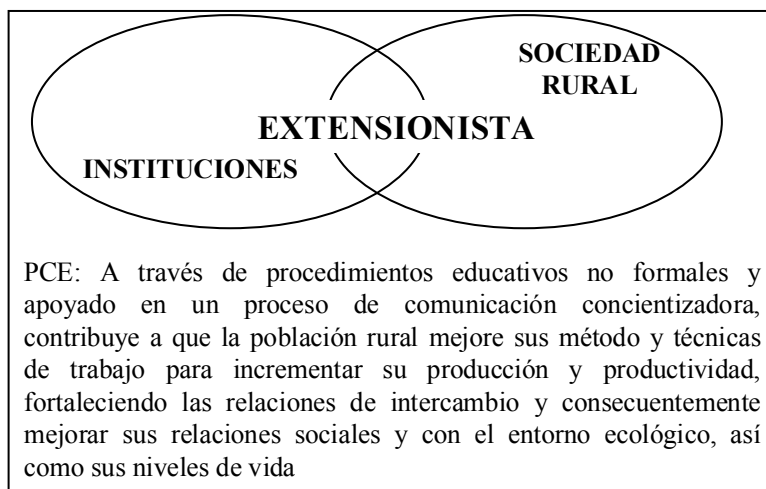 SOCIEDAD
RURAL
EXTENSIONISTA
INSTITUCIONES
PCE: A través de procedimientos educativos no formales y
apoyado en un proceso de comunicación concientizadora,
contribuye a que la población rural mejore sus método y técnicas
de trabajo para incrementar su producción y productividad,
fortaleciendo las relaciones de intercambio y consecuentemente
mejorar sus relaciones sociales y con el entorno ecológico, así
como sus niveles de vida